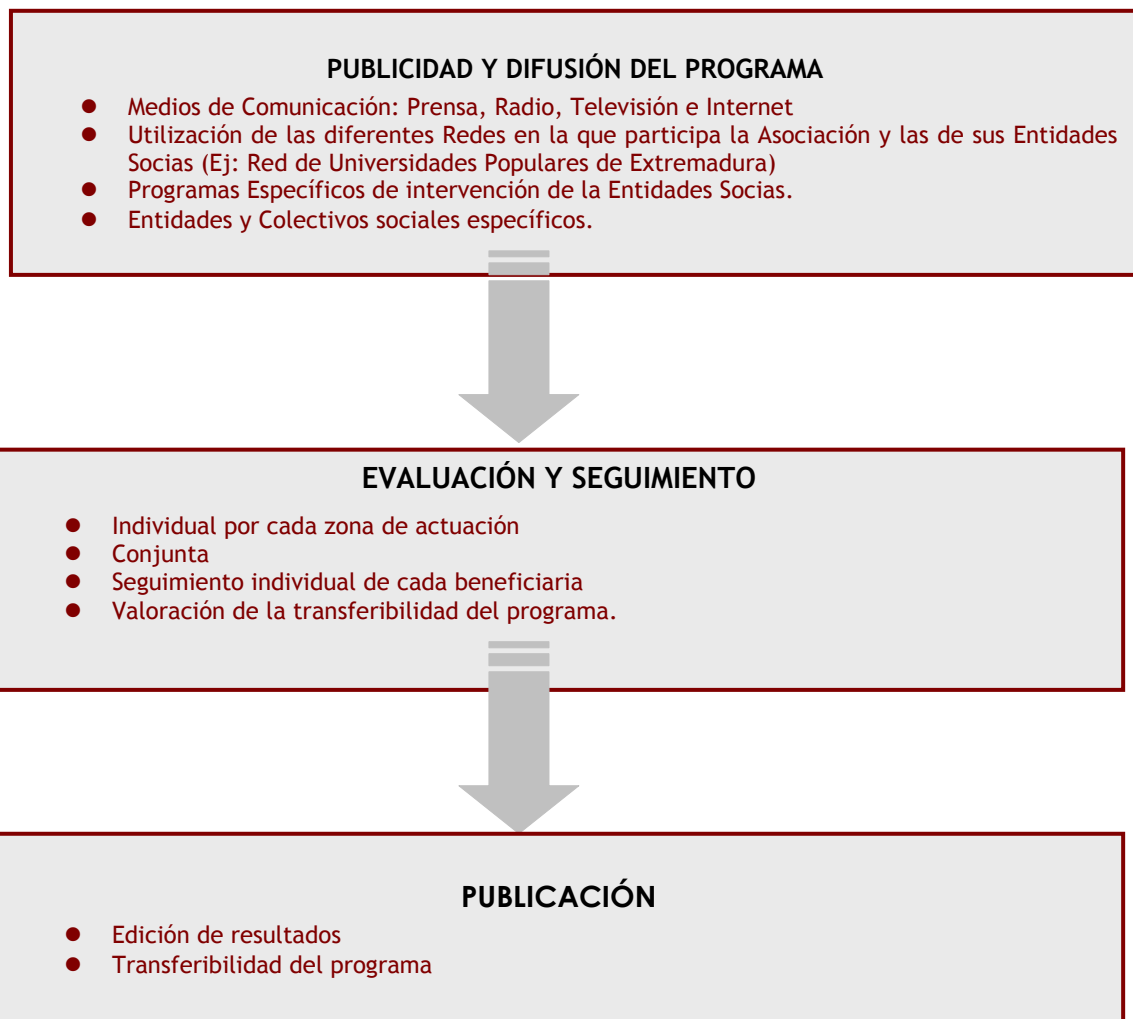 PUBLICIDAD Y DIFUSIÓN DEL PROGRAMA
● Medios de Comunicación: Prensa, Radio, Televisión e Internet
● Utilización de las diferentes Redes en la que participa la Asociación y las de sus Entidades
Socias (Ej: Red de Universidades Populares de Extremadura)
● Programas Específicos de intervención de la Entidades Socias.
● Entidades y Colectivos sociales específicos.
EVALUACIÓN Y SEGUIMIENTO
● Individual por cada zona de actuación
● Conjunta
● Seguimiento individual de cada beneficiaria
● Valoración de la transferibilidad del programa.
PUBLICACIÓN
● Edición de resultados
● Transferibilidad del programa